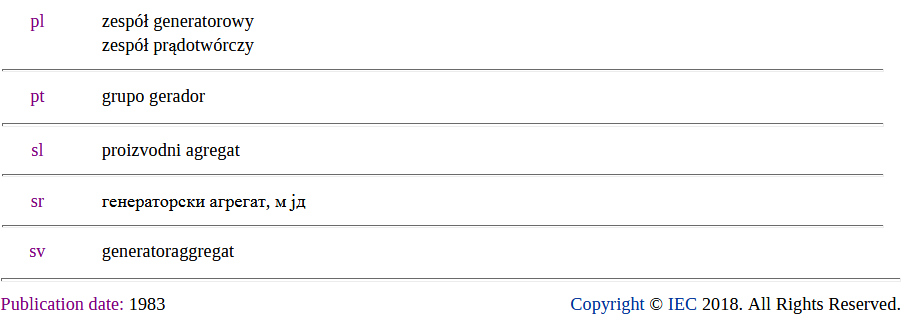 pl zespół generatorowy
zespół prądotwórczy
pt grupo gerador
sl proizvodni agregat
sr генераторски агрегат, м јд
sv generatoraggregat
Publication date: 1983 Copyright © IEC 2018. All Rights Reserved.